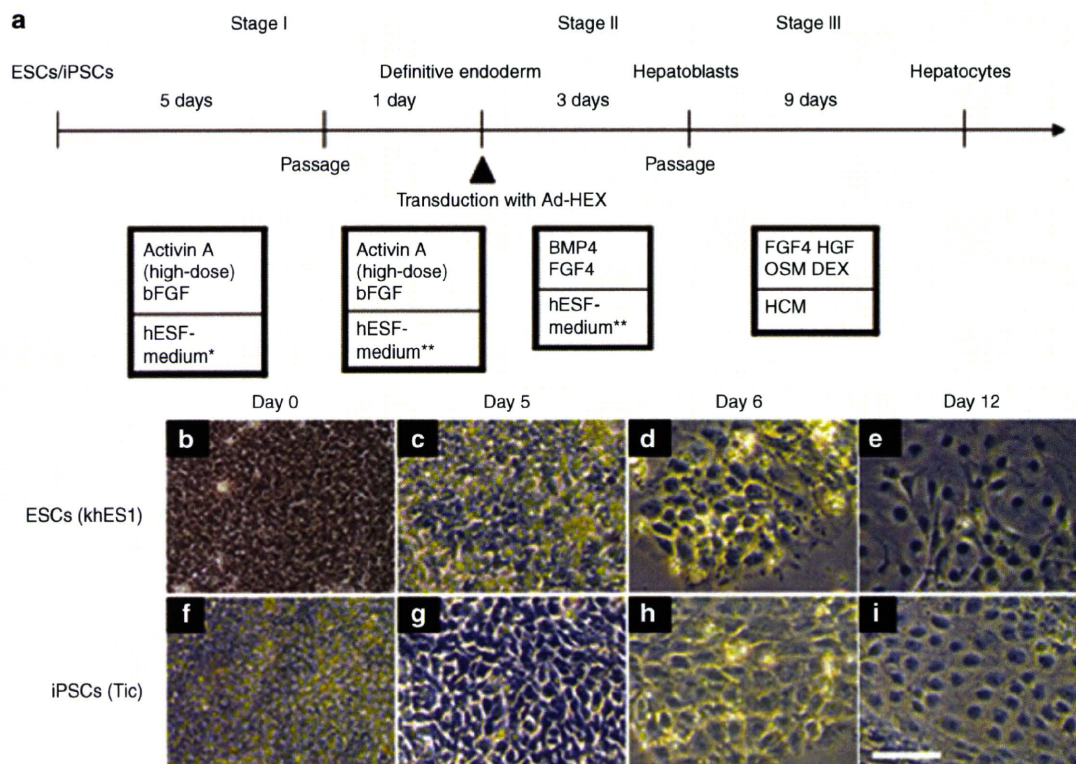 a
Stage I Stage II Stage III
ESCs/iPSCs Definitive endoderm Hepatoblasts Hepatocytes
5 days 1 day 3 days 9 days
Passage Passage
Transduction with Ad-HEX
Activin A
(high-dose)
bFGF
hESF-
medium*
Activin A
(high-dose)
bFGF
hESF-
medium**
BMP4
FGF4
hESF-
medium**
FGF4 HGF
OSM DEX
HCM
Day 0 Day 5 Day 6 Day 12
b c d e
ESCs (khES1)
f g h i
iPSCs (Tic)